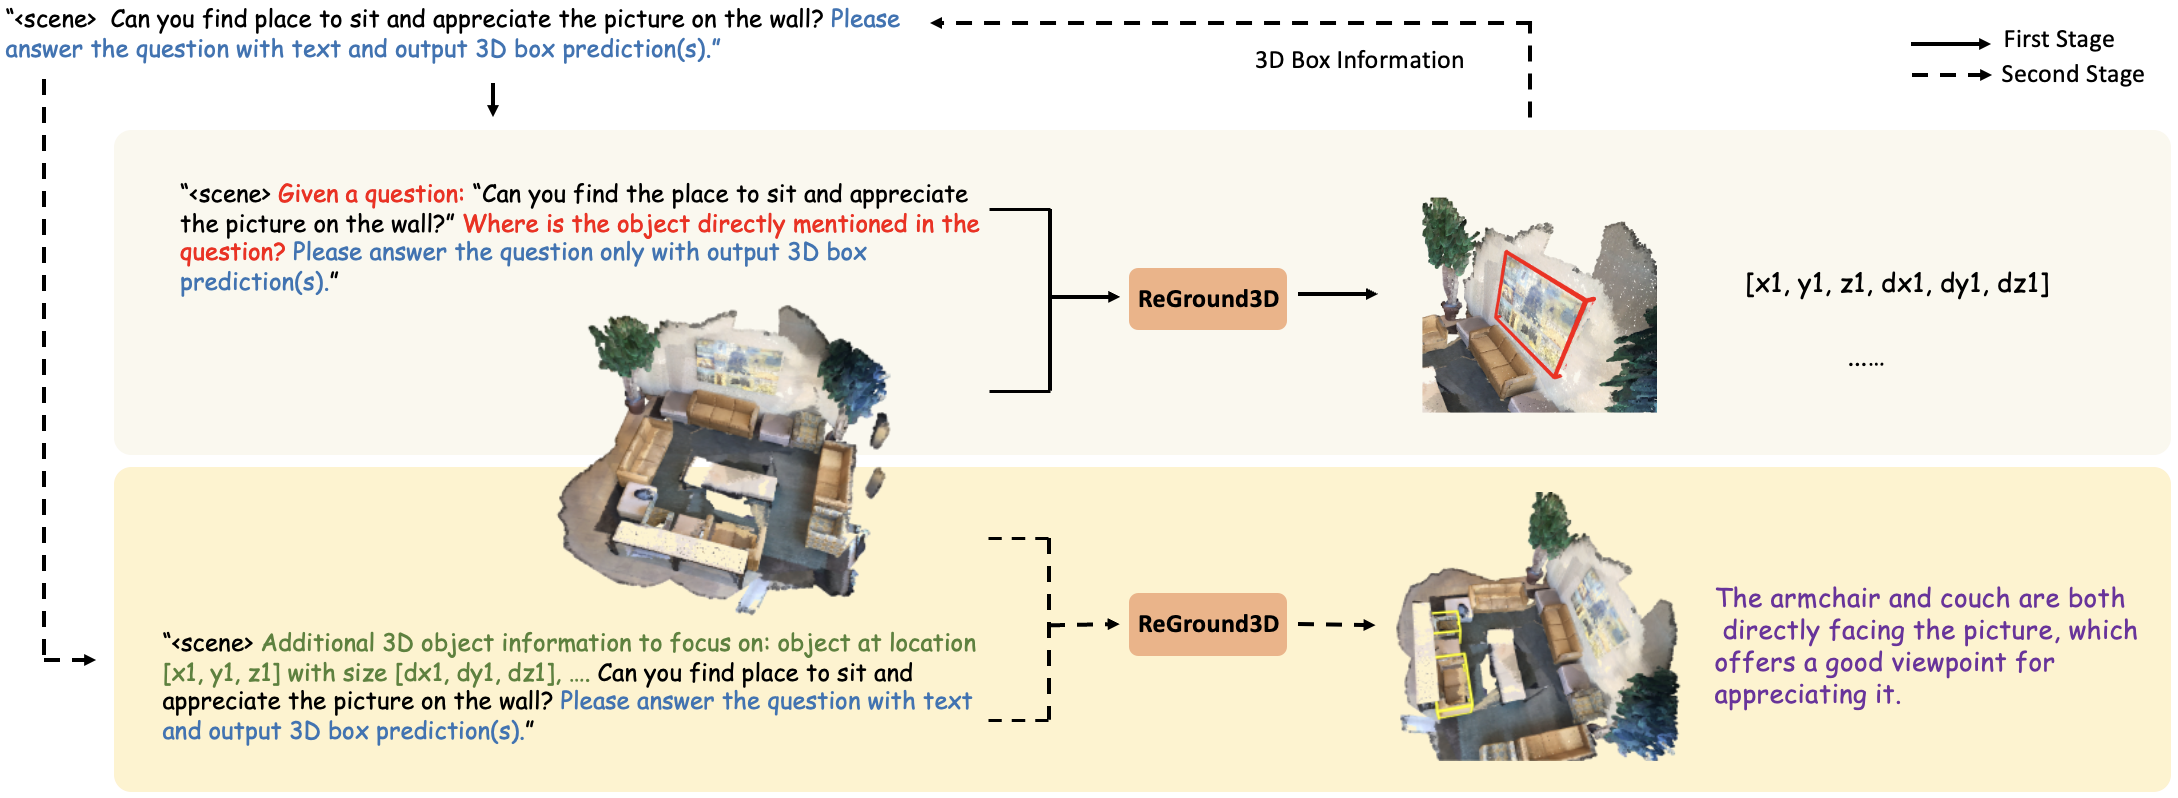 “<scene> Can you find place to sit and appreciate the picture on the wall? Please
answer the question with text and output 3D box prediction(s).”
3D Box Information
First Stage
Second Stage
“<scene> Given a question: “Can you find the place to sit and appreciate
the picture on the wall?” Where is the object directly mentioned in the
question? Please answer the question only with output 3D box
prediction(s).”
ReGround3D
[x1, y1, z1, dx1, dy1, dz1]
......
“<scene> Additional 3D object information to focus on: object at location
[x1, y1, z1] with size [dx1, dy1, dz1], .... Can you find place to sit and
appreciate the picture on the wall? Please answer the question with text
and output 3D box prediction(s).”
ReGround3D
The armchair and couch are both
directly facing the picture, which
offers a good viewpoint for
appreciating it.